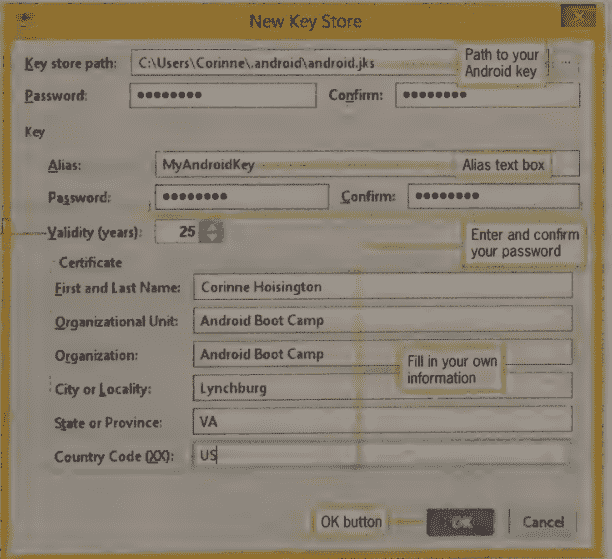 New Key Store
Key store path: C:\Users\Corinne\.android\android.jks Path to your
Android key ...
Password: •••••••• Confirm: ••••••••
Key
Alias: MyAndroidKey Alias text box
Password: •••••••• Confirm: ••••••••
Validity (years): 25 Enter and confirm
your password
Certificate
First and Last Name: Corinne Hoisington
Organizational Unit: Android Boot Camp
Organization: Android Boot Camp
Fill in your own
information
City or Locality: Lynchburg
State or Province: VA
Country Code (XX): US
OK button OK Cancel